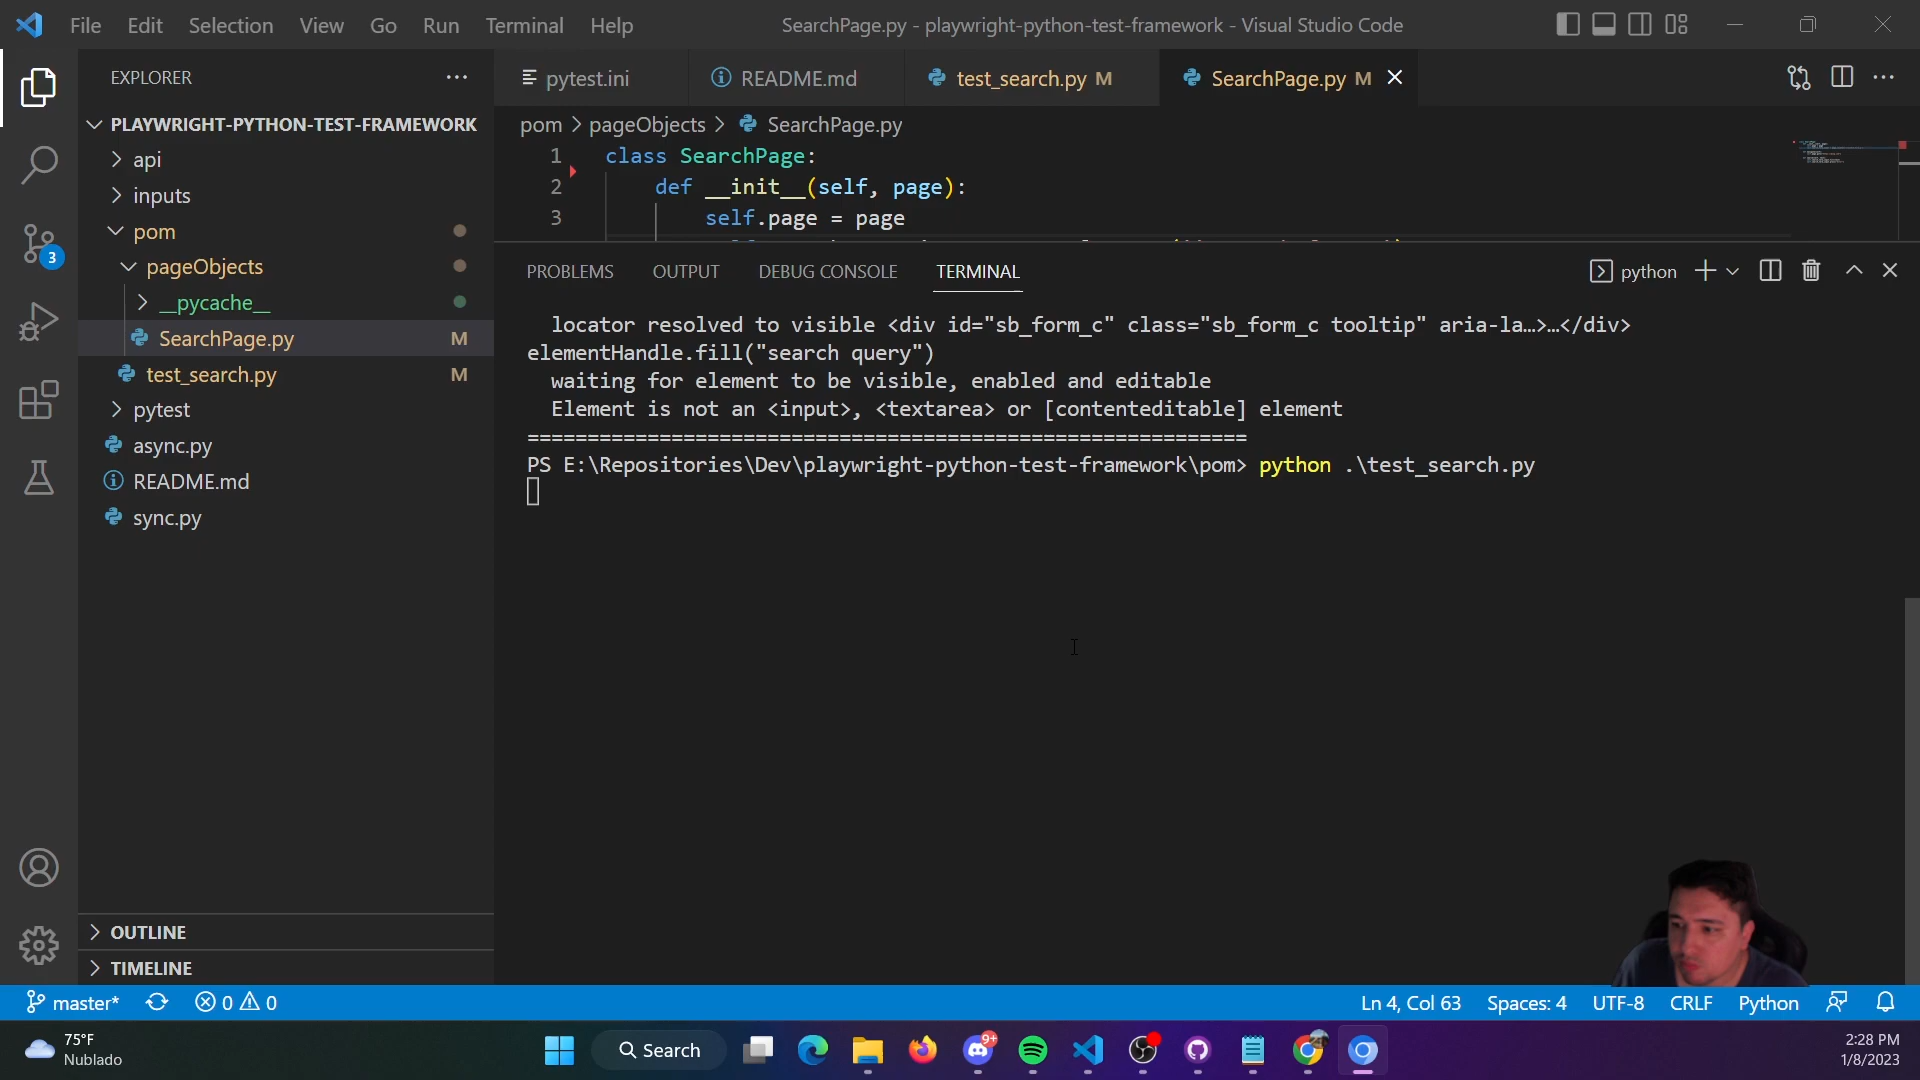 File Edit Selection View Go Run Terminal Help
SearchPage.py - playwright-python-test-framework - Visual Studio Code
EXPLORER
pytest.ini
README.md
test_search.py M
SearchPage.py M
PLAYWRIGHT-PYTHON-TEST-FRAMEWORK
api
inputs
pom
pageObjects
__pycache__
SearchPage.py M
test_search.py M
pytest
async.py
README.md
sync.py
OUTLINE
TIMELINE
3
pom > pageObjects > SearchPage.py
1 class SearchPage:
2 def __init__(self, page):
3 self.page = page
PROBLEMS OUTPUT DEBUG CONSOLE TERMINAL
python
locator resolved to visible <div id="sb_form_c" class="sb_form_c tooltip" aria-la…>…</div>
elementHandle.fill("search query")
waiting for element to be visible, enabled and editable
Element is not an <input>, <textarea> or [contenteditable] element
============================================================
PS E:\Repositories\Dev\playwright-python-test-framework\pom> python .\test_search.py
master* 0 0
Ln 4, Col 63 Spaces: 4 UTF-8 CRLF Python
75°F
Nublado
Search
9+
2:28 PM
1/8/2023